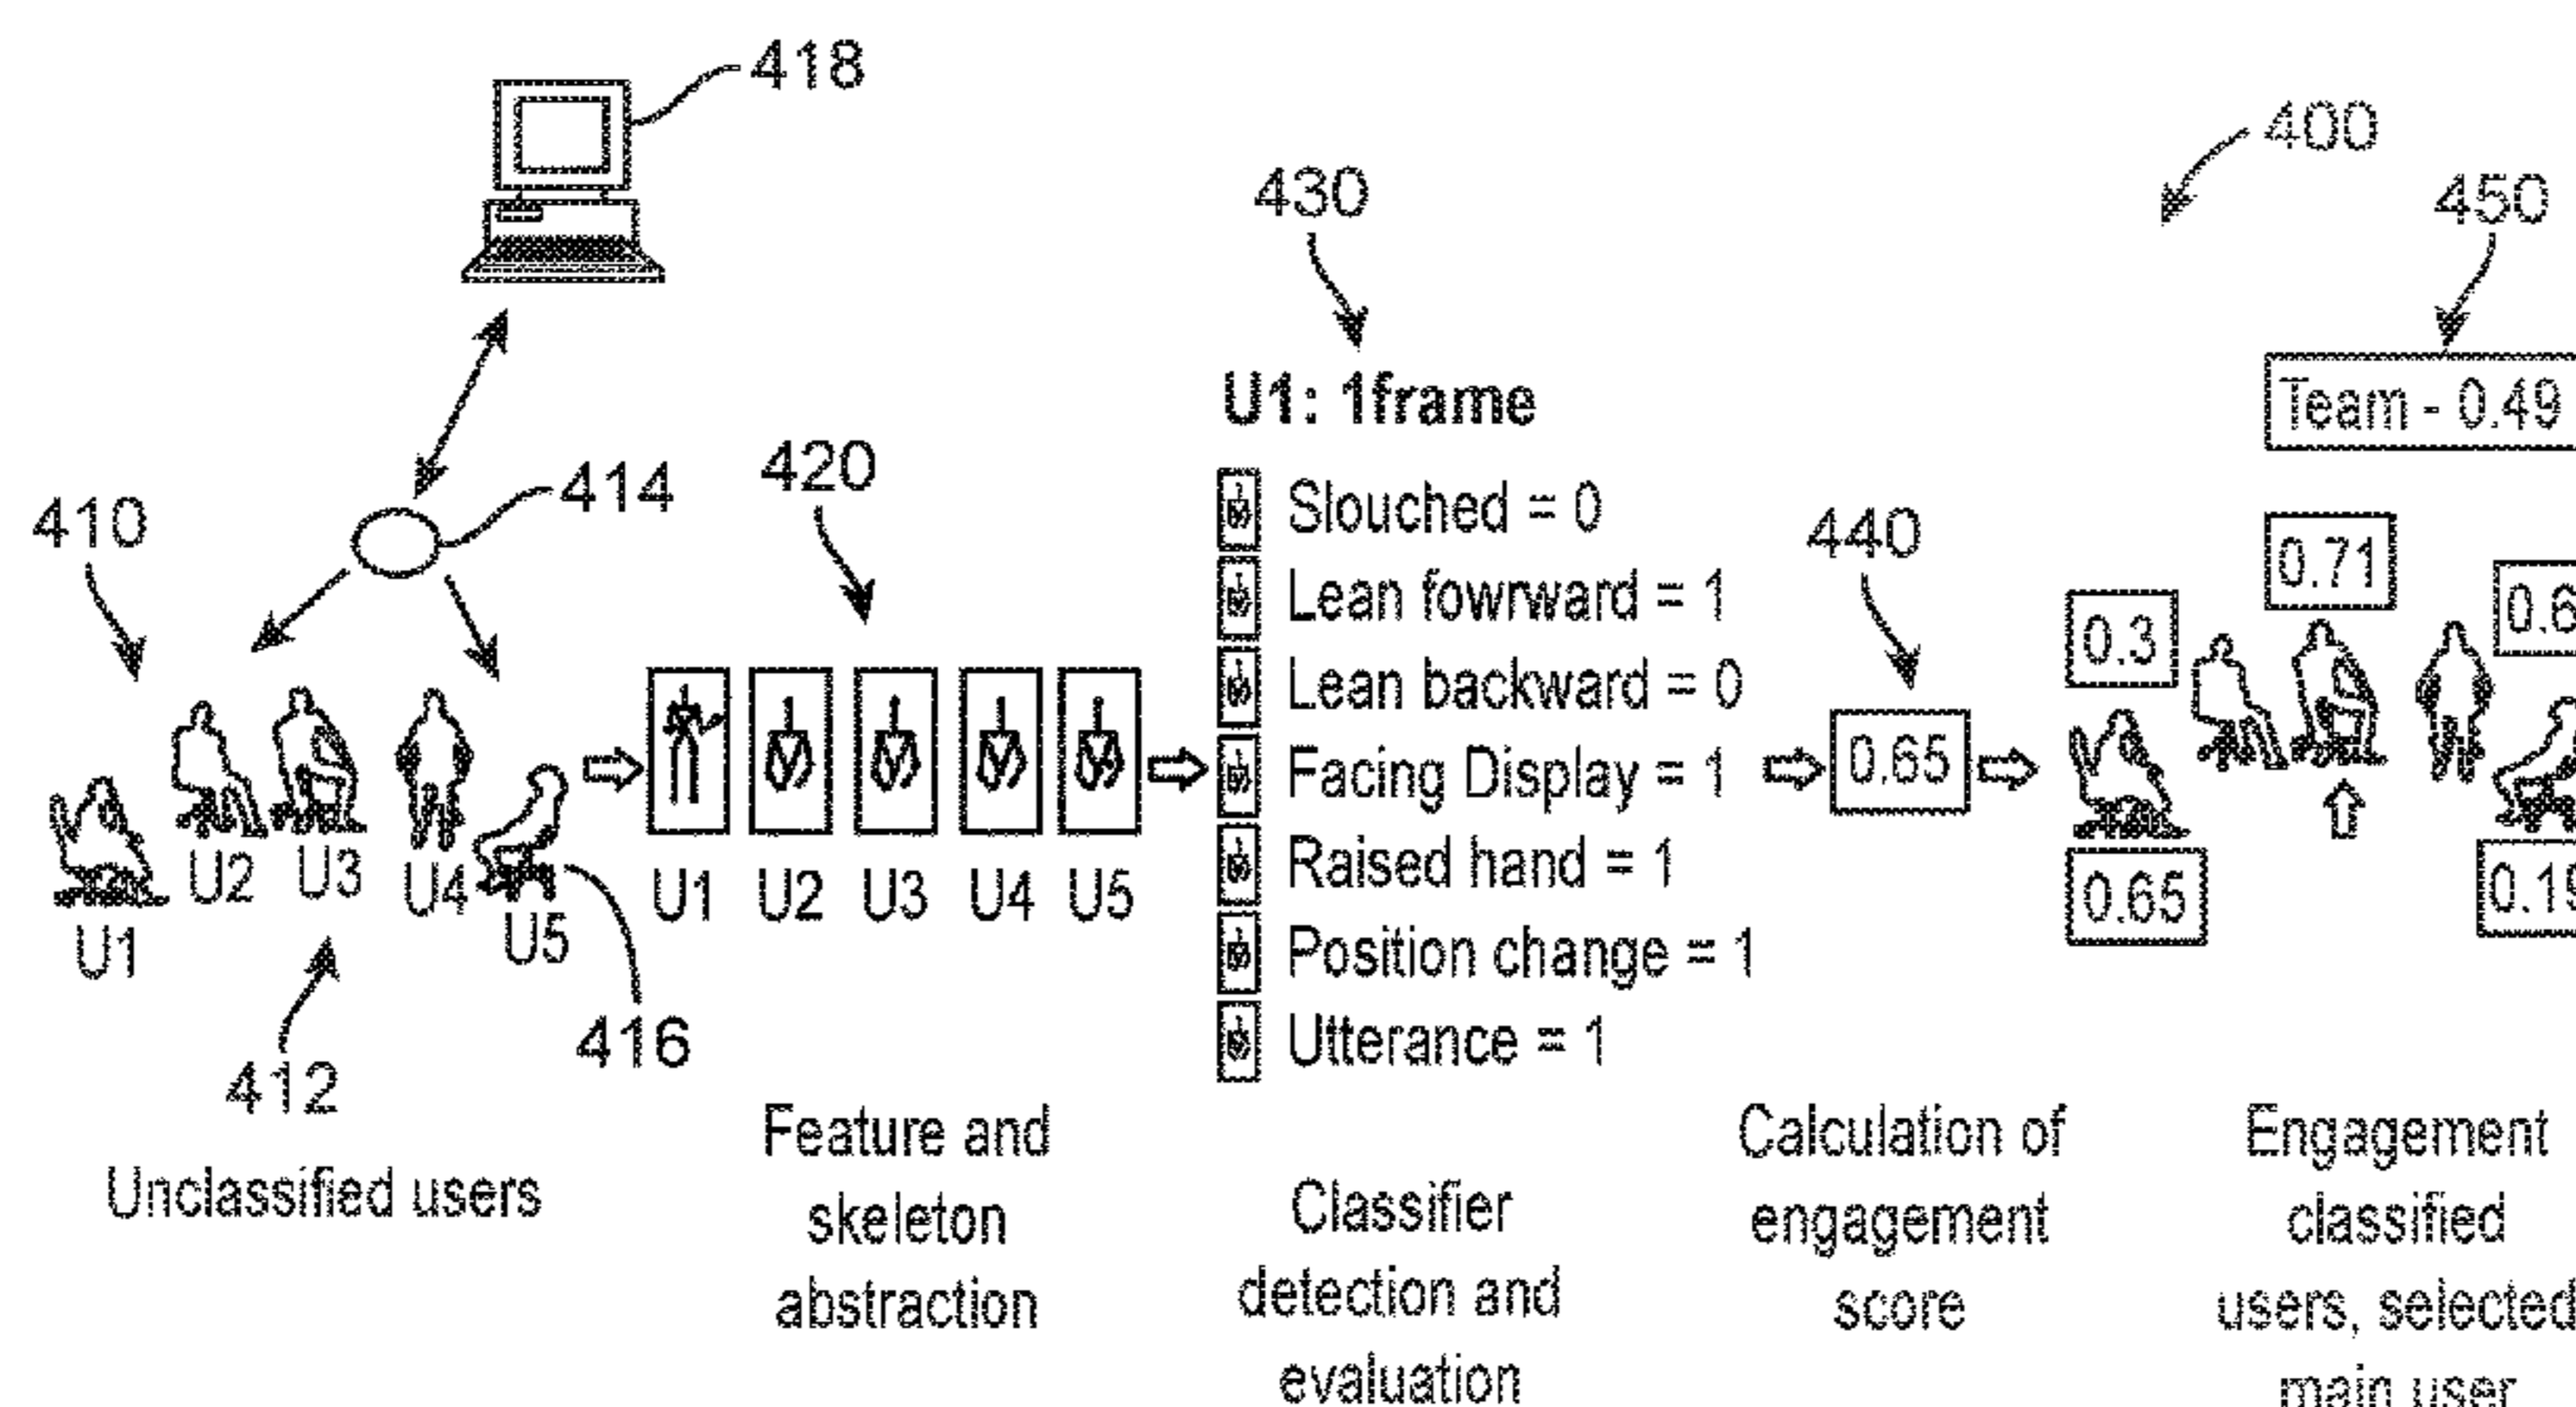 418
400
430
450
U1: 1frame
Team - 0.49
410
414
420
Slouched = 0
440
0.71
Lean fowrward = 1
0.3
Lean backward = 0
Facing Display = 1
0.65
U1
U2
U3
U4
U5
U1
U2
U3
U4
U5
Raised hand = 1
0.65
Position change = 1
416
Utterance = 1
412
Unclassified users
Feature and
skeleton
abstraction
Classifier
detection and
evaluation
Calculation of
engagement
score
Engagement
classified
users, selected
main user